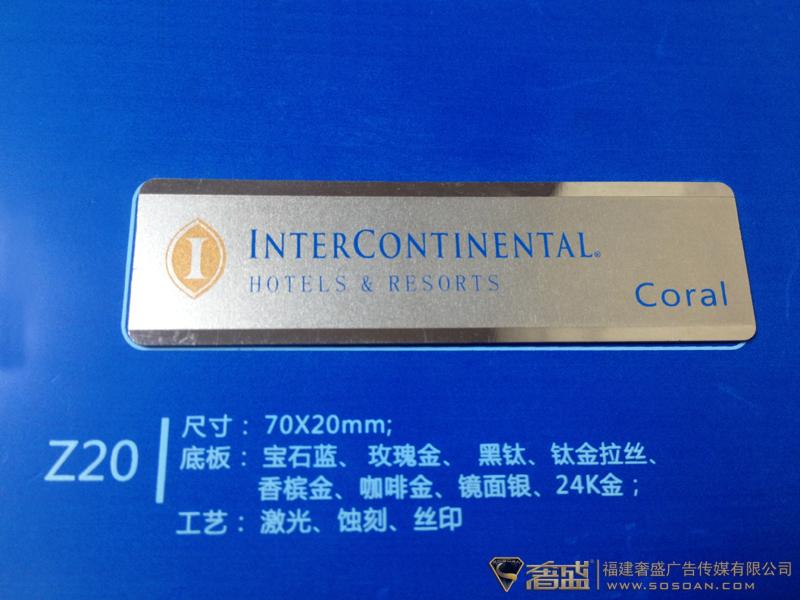 I
INTERCONTINENTAL®
HOTELS & RESORTS
Coral
Z20
尺寸：70X20mm;
底板：宝石蓝、玫瑰金、黑钛、钛金拉丝、
香槟金、咖啡金、镜面银、24K金；
工艺：激光、蚀刻、丝印
奢盛® 福建奢盛广告传媒有限公司
WWW.SOSOAN.COM